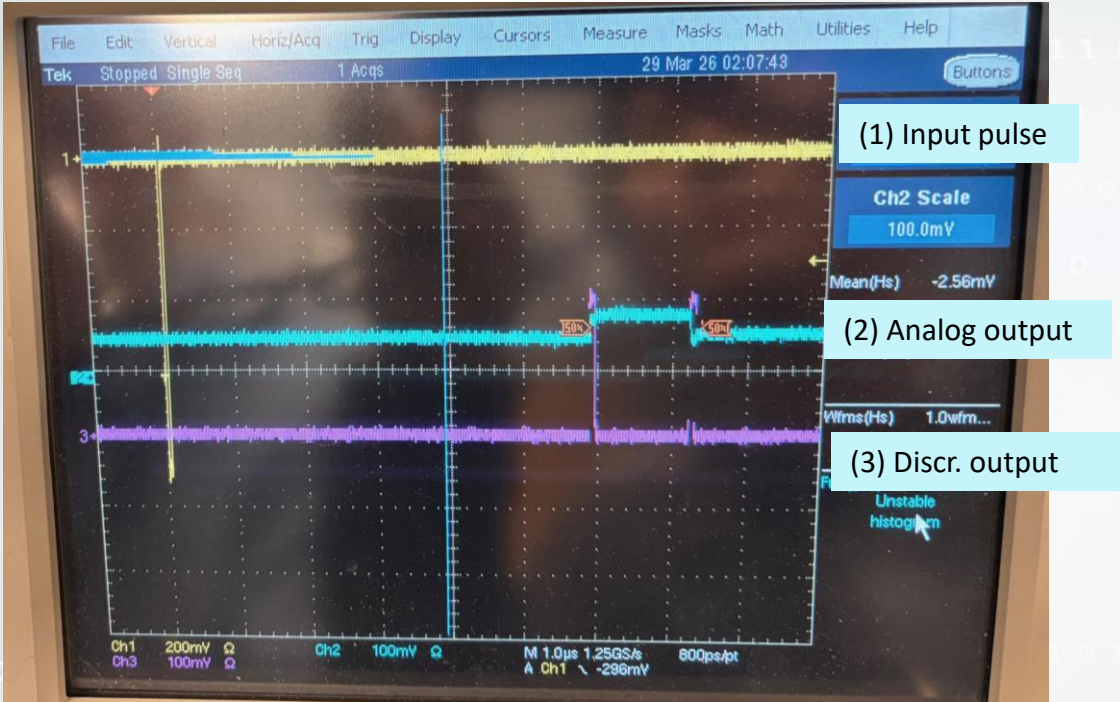 File Edit Vertical Horiz/Acq Trig Display Cursors Measure Masks Math Utilities Help
Tek Stopped Single Seq 1 Acqs 29 Mar 26 02:07:43 Buttons
(1) Input pulse
1
Ch2 Scale
100.0mV
Mean(Hs) -2.56mV
50% 50%
(2) Analog output
Wfms(Hs) 1.0wfm...
3
(3) Discr. output
Unstable
histogram
Ch1 200mV Ω Ch2 100mV Ω M 1.0µs 1.25GS/s 800ps/pt
Ch3 100mV Ω A Ch1 \ -296mV